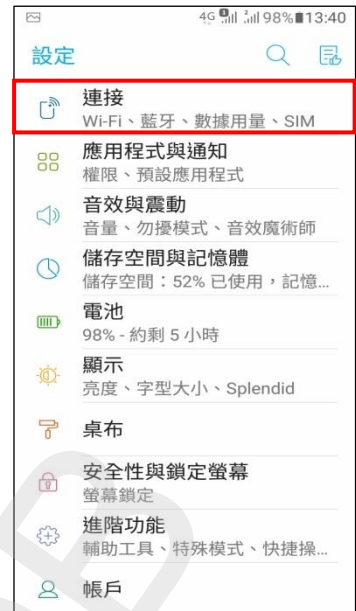 4G 98% 13:40
設定
連接
Wi-Fi、藍牙、數據用量、SIM
應用程式與通知
權限、預設應用程式
音效與震動
音量、勿擾模式、音效魔術師
儲存空間與記憶體
儲存空間：52% 已使用，記憶...
電池
98% - 約剩 5 小時
顯示
亮度、字型大小、Splendid
桌布
安全性與鎖定螢幕
螢幕鎖定
進階功能
輔助工具、特殊模式、快捷操...
帳戶